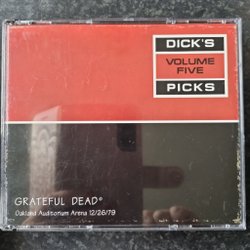 DICK'S
VOLUME
FIVE
PICKS
GRATEFUL DEAD®
Oakland Auditorium Arena 12/26/79